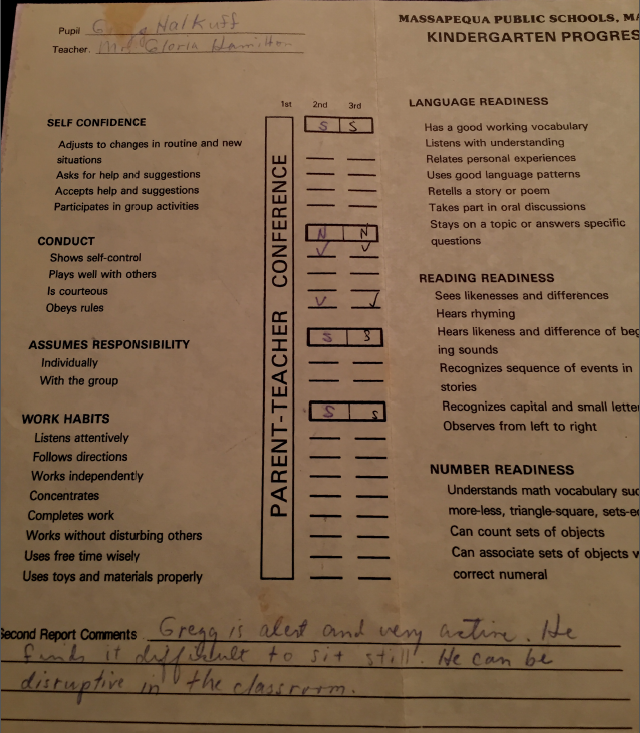 Pupil Gregg Halkuff
Teacher Mrs Gloria Hamilton
1st 2nd 3rd
SELF CONFIDENCE S S
Adjusts to changes in routine and new
situations
Asks for help and suggestions
Accepts help and suggestions
Participates in group activities
CONDUCT N N
Shows self-control ✓ ✓
Plays well with others
Is courteous
Obeys rules ✓ ✓
ASSUMES RESPONSIBILITY S S
Individually
With the group
WORK HABITS S S
Listens attentively
Follows directions
Works independently
Concentrates
Completes work
Works without disturbing others
Uses free time wisely
Uses toys and materials properly
PARENT-TEACHER CONFERENCE
MASSAPEQUA PUBLIC SCHOOLS, MA
KINDERGARTEN PROGRES
LANGUAGE READINESS
Has a good working vocabulary
Listens with understanding
Relates personal experiences
Uses good language patterns
Retells a story or poem
Takes part in oral discussions
Stays on a topic or answers specific
questions
READING READINESS
Sees likenesses and differences
Hears rhyming
Hears likeness and difference of beg
ing sounds
Recognizes sequence of events in
stories
Recognizes capital and small letter
Observes from left to right
NUMBER READINESS
Understands math vocabulary suc
more-less, triangle-square, sets-e
Can count sets of objects
Can associate sets of objects w
correct numeral
Second Report Comments Gregg is alert and very active. He
finds it difficult to sit still. He can be
disruptive in the classroom.